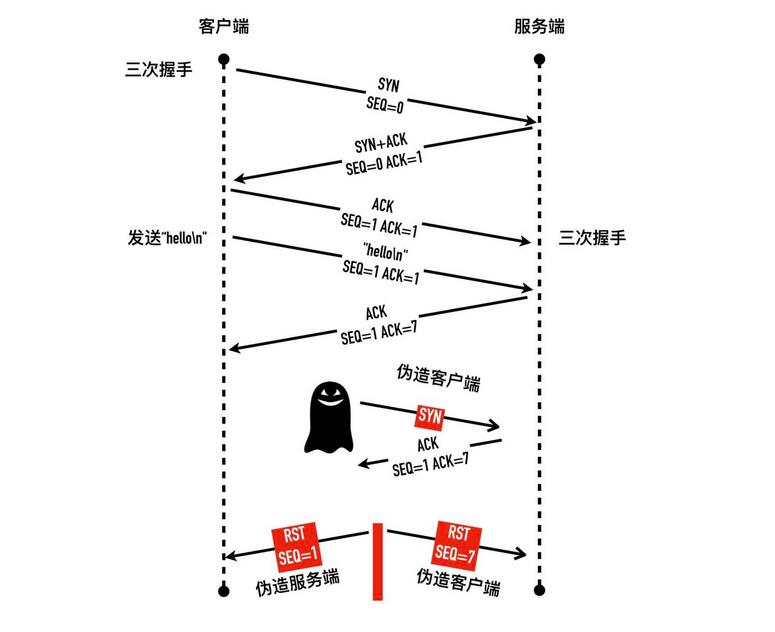 客户端
服务端
三次握手
SYN
SEQ=0
SYN+ACK
SEQ=0 ACK=1
ACK
SEQ=1 ACK=1
发送"hello\n"
三次握手
"hello\n"
SEQ=1 ACK=1
ACK
SEQ=1 ACK=7
伪造客户端
SYN
ACK
SEQ=1 ACK=7
RST
SEQ=1
RST
SEQ=7
伪造服务端
伪造客户端